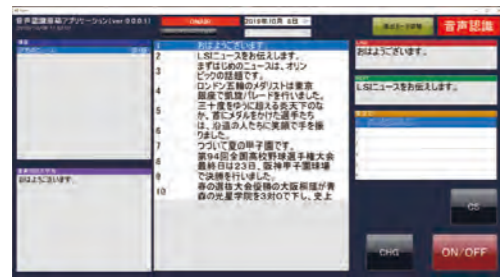 音声認識原稿アプリケーション(ver 0.0.1)
ONAIR
2018年10月 8日
音声認識
1 おはようございます。
2 LSIニュースをお伝えします。
3 まずはじめのニュースは、オリン
ピックの話題です。
4 ロンドン五輪のメダリストは東京
銀座で凱旋パレードを行いました。
5 三十度をゆうに超える炎天下のな
か、首にメダルをかけた選手たち
6 は、沿道の人たちに笑顔で手を振
りました。
7 つづいて夏の甲子園です。
8 第94回全国高校野球選手権大会
最終日は23日、阪神甲子園球場
9 で決勝を行いました。
10 春の選抜大会優勝の大阪桐蔭が青
森の光星学院を3対0で下し、史上
おはようございます。
LSIニュースをお伝えします。
おはようございます。
CS
CHG
ON/OFF